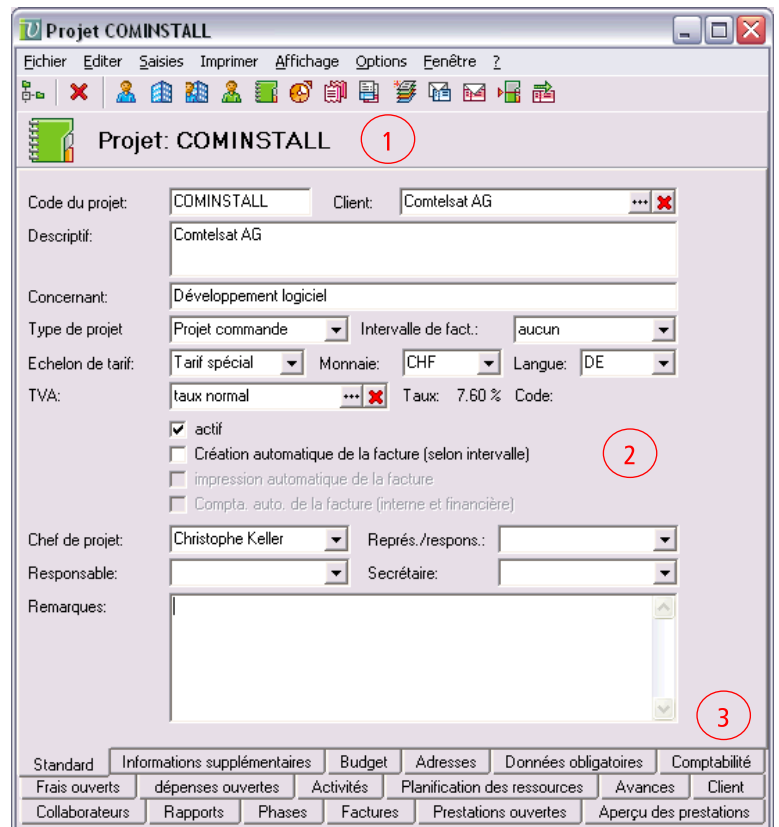 Projet COMINSTALL
Fichier Editer Saisies Imprimer Affichage Options Fenêtre ?
Projet: COMINSTALL 1
Code du projet: COMINSTALL Client: Comtelsat AG
Descriptif: Comtelsat AG
Concernant: Développement logiciel
Type de projet Projet commande Intervalle de fact.: aucun
Echelon de tarif: Tarif spécial Monnaie: CHF Langue: DE
TVA: taux normal Taux: 7.60 % Code:
actif
Création automatique de la facture (selon intervalle) 2
impression automatique de la facture
Compta. auto. de la facture (interne et financière)
Chef de projet: Christophe Keller Représ./respons.:
Responsable: Secrétaire:
Remarques:
3
Standard Informations supplémentaires Budget Adresses Données obligatoires Comptabilité
Frais ouverts dépenses ouvertes Activités Planification des ressources Avances Client
Collaborateurs Rapports Phases Factures Prestations ouvertes Aperçu des prestations